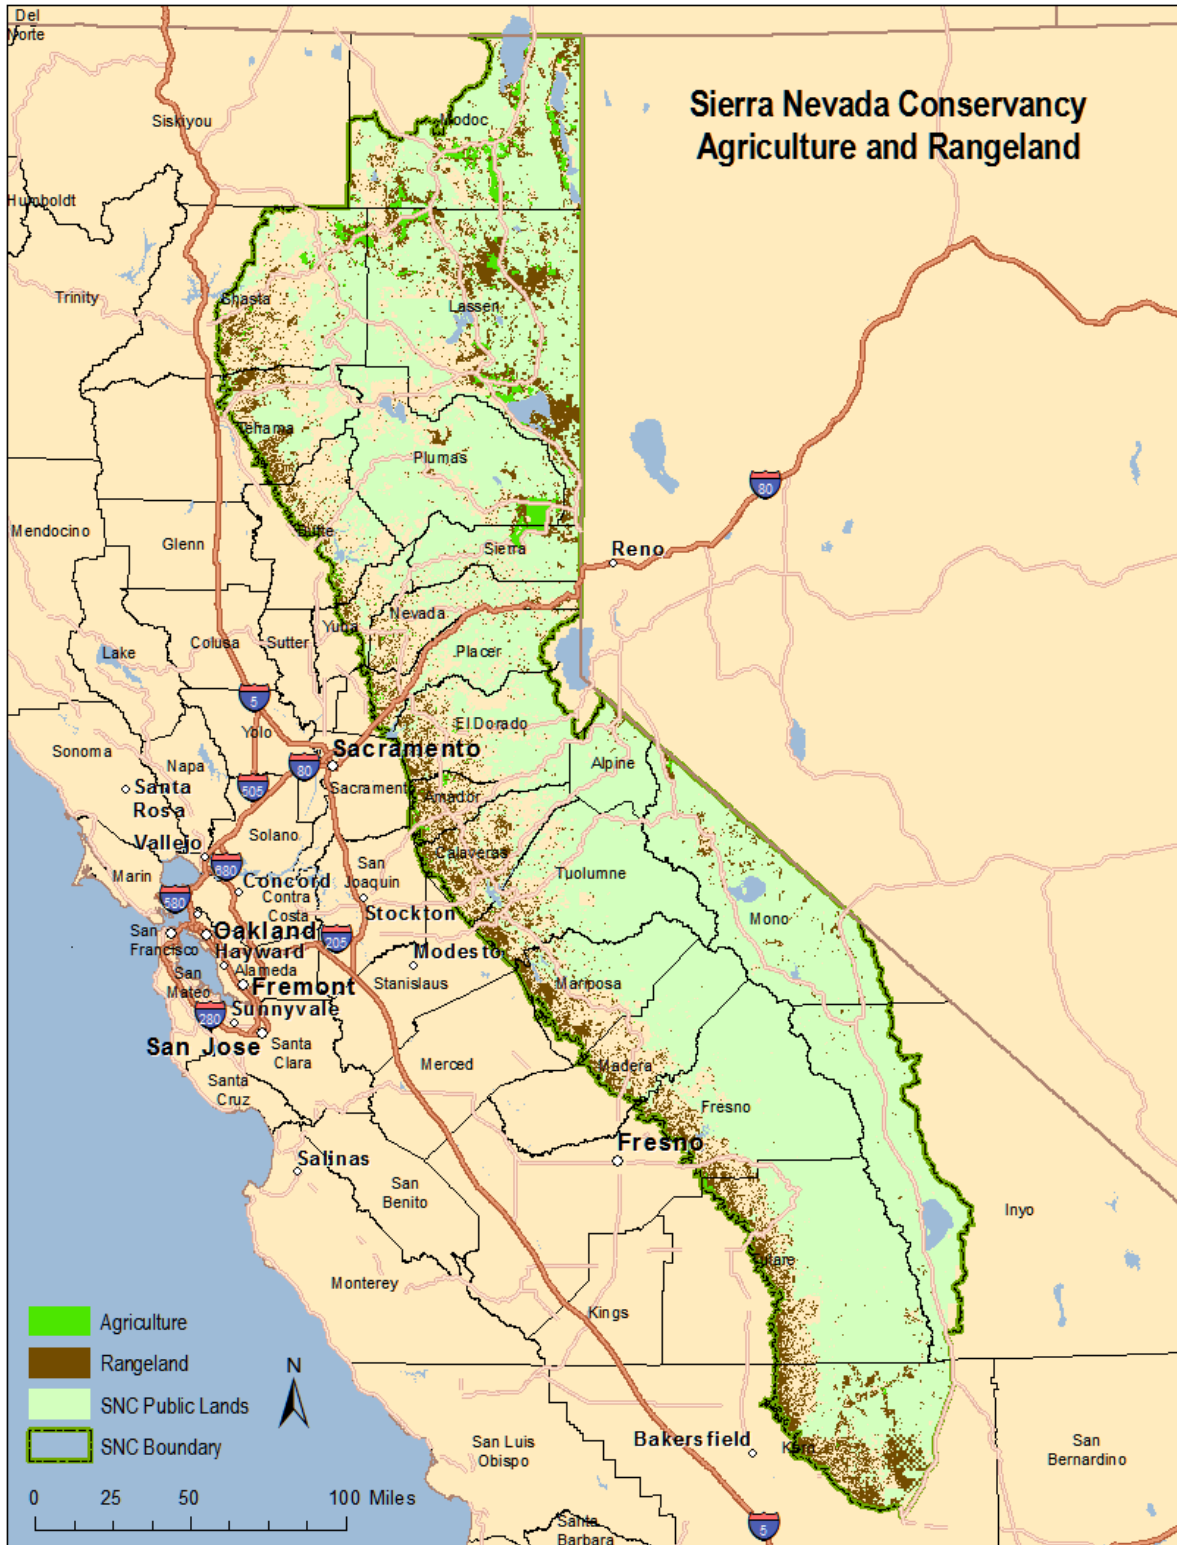 Del
Norte
Siskiyou
Modoc
Sierra Nevada Conservancy
Agriculture and Rangeland
Humboldt
Trinity
Shasta
Lassen
Tehama
Plumas
80
Mendocino
Glenn
Butte
Sierra
Reno
Nevada
Yuba
Colusa
Sutter
Lake
Placer
5
El Dorado
Yolo
Sonoma
Sacramento
Napa
80
Alpine
Santa
Rosa
505
Sacrament
Amador
Solano
Vallejo
Calaveras
San
Joaquin
Marin
680
Concord
Tuolumne
580
Contra
Costa
Stockton
Mono
San
Francisco
Oakland
205
Hayward
Modesto
Alameda
San
Mateo
Fremont
Stanislaus
Mariposa
280
Sunnyvale
San Jose
Santa
Clara
Merced
Madera
Santa
Cruz
Fresno
Fresno
Salinas
San
Benito
Inyo
Tulare
Monterey
Kings
Agriculture
Rangeland
N
SNC Public Lands
SNC Boundary
San Luis
Obispo
Bakersfield
Kern
San
Bernardino
0 25 50 100 Miles
Santa
Barbara
5